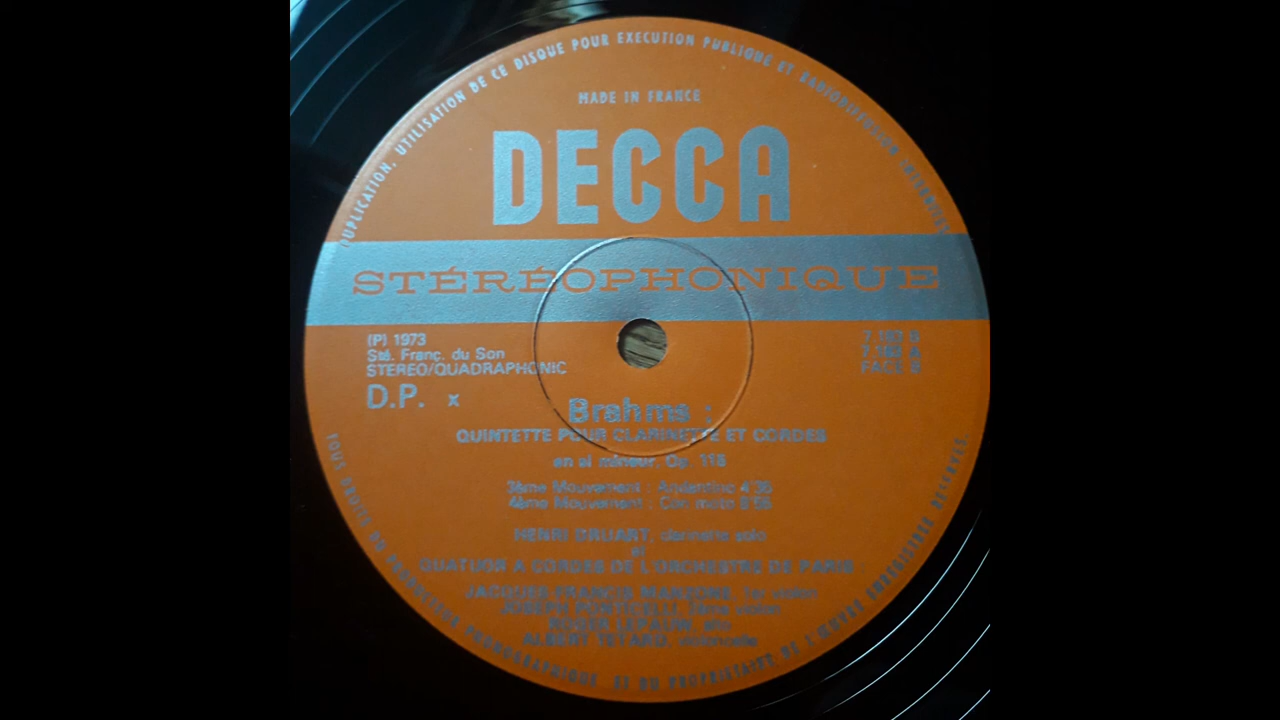 DUPLICATION, UTILISATION DE CE DISQUE POUR EXECUTION PUBLIQUE ET RADIODIFFUSION INTERDITES
MADE IN FRANCE
DECCA
STÉRÉOPHONIQUE
(P) 1973
Sté. Franç. du Son
STEREO/QUADRAPHONIC
D.P. x
FACE
Brahms :
QUINTETTE POUR CLARINETTE ET CORDES
en si mineur, Op. 115
3ème Mouvement : Andantino 4'35
4ème Mouvement : Con moto
HENRI DRUART, clarinette solo
et
QUATUOR A CORDES DE L'ORCHESTRE DE PARIS :
JACQUES FRANCIS MANZONE, 1er violon
JOSEPH PONTICELLI, 2ème violon
ROGER LEPAUW, alto
ALBERT TETARD, violoncelle
TOUS DROITS DU PRODUCTEUR PHONOGRAPHIQUE ET DU PROPRIETAIRE DE L'ŒUVRE ENREGISTREE RESERVES.